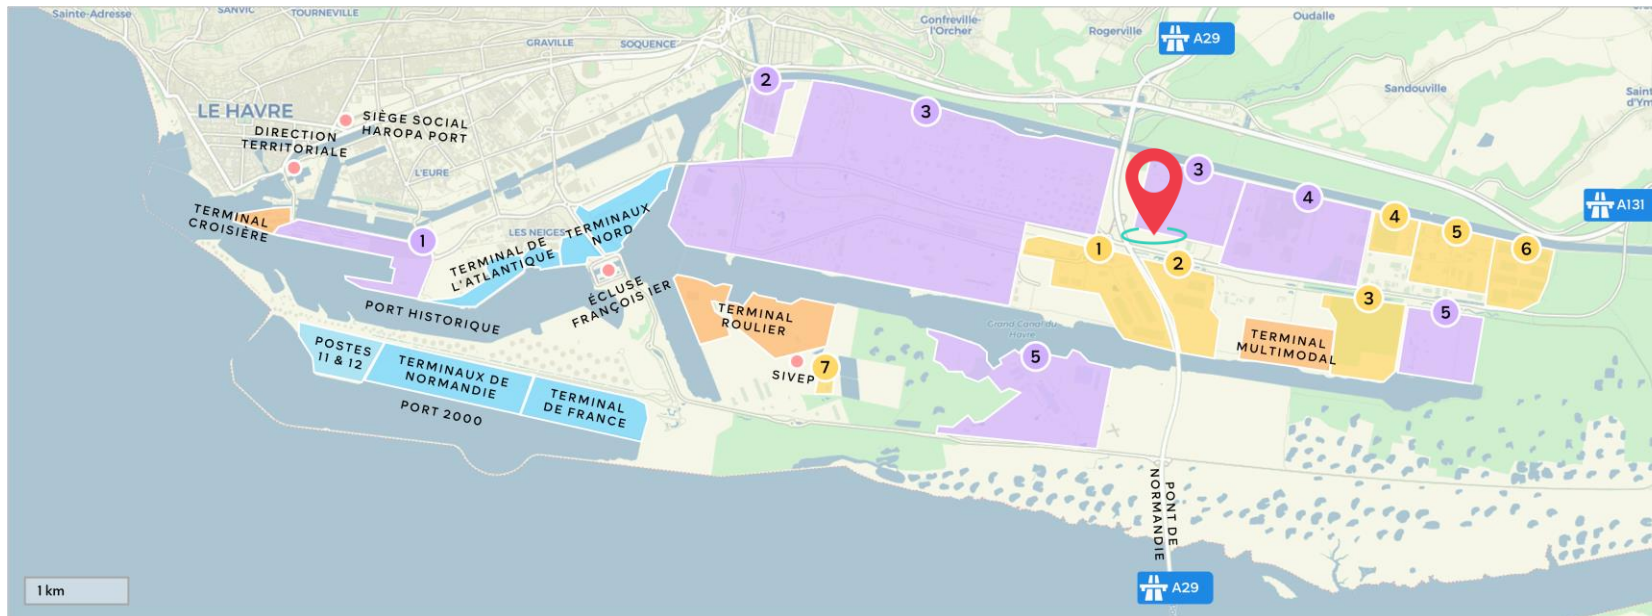 Sainte-Adresse
SANVIC
TOURNEVILLE
GRAVILLE
SOQUENCE
Gonfreville-
l'Orcher
Rogerville
A29
Oudalle
Sandouville
Saint
d'Ym
LE HAVRE
SIÈGE SOCIAL
HAROPA PORT
DIRECTION
TERRITORIALE
L'EURE
2
3
3
4
4
5
6
A131
TERMINAL
CROISIÈRE
1
LES NEIGES
TERMINAUX
NORD
TERMINAL DE
L'ATLANTIQUE
ÉCLUSE
FRANÇOIS IER
PORT HISTORIQUE
1
2
3
5
TERMINAL
ROULIER
Grand Canal du
Havre
TERMINAL
MULTIMODAL
POSTES
11 & 12
TERMINAUX DE
NORMANDIE
TERMINAL
DE FRANCE
PORT 2000
SIVEP
7
5
PONT DE
NORMANDIE
A29
1 km